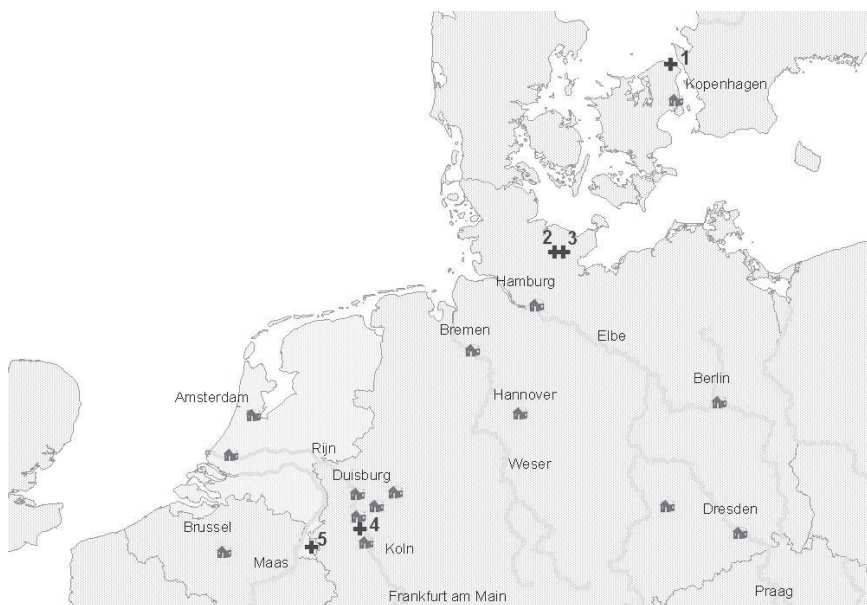 1
Kopenhagen
2 3
Hamburg
Elbe
Bremen
Berlin
Amsterdam
Hannover
Rijn
Duisburg
Weser
Dresden
Brussel
4
Koln
5
Maas
Frankfurt am Main
Praag